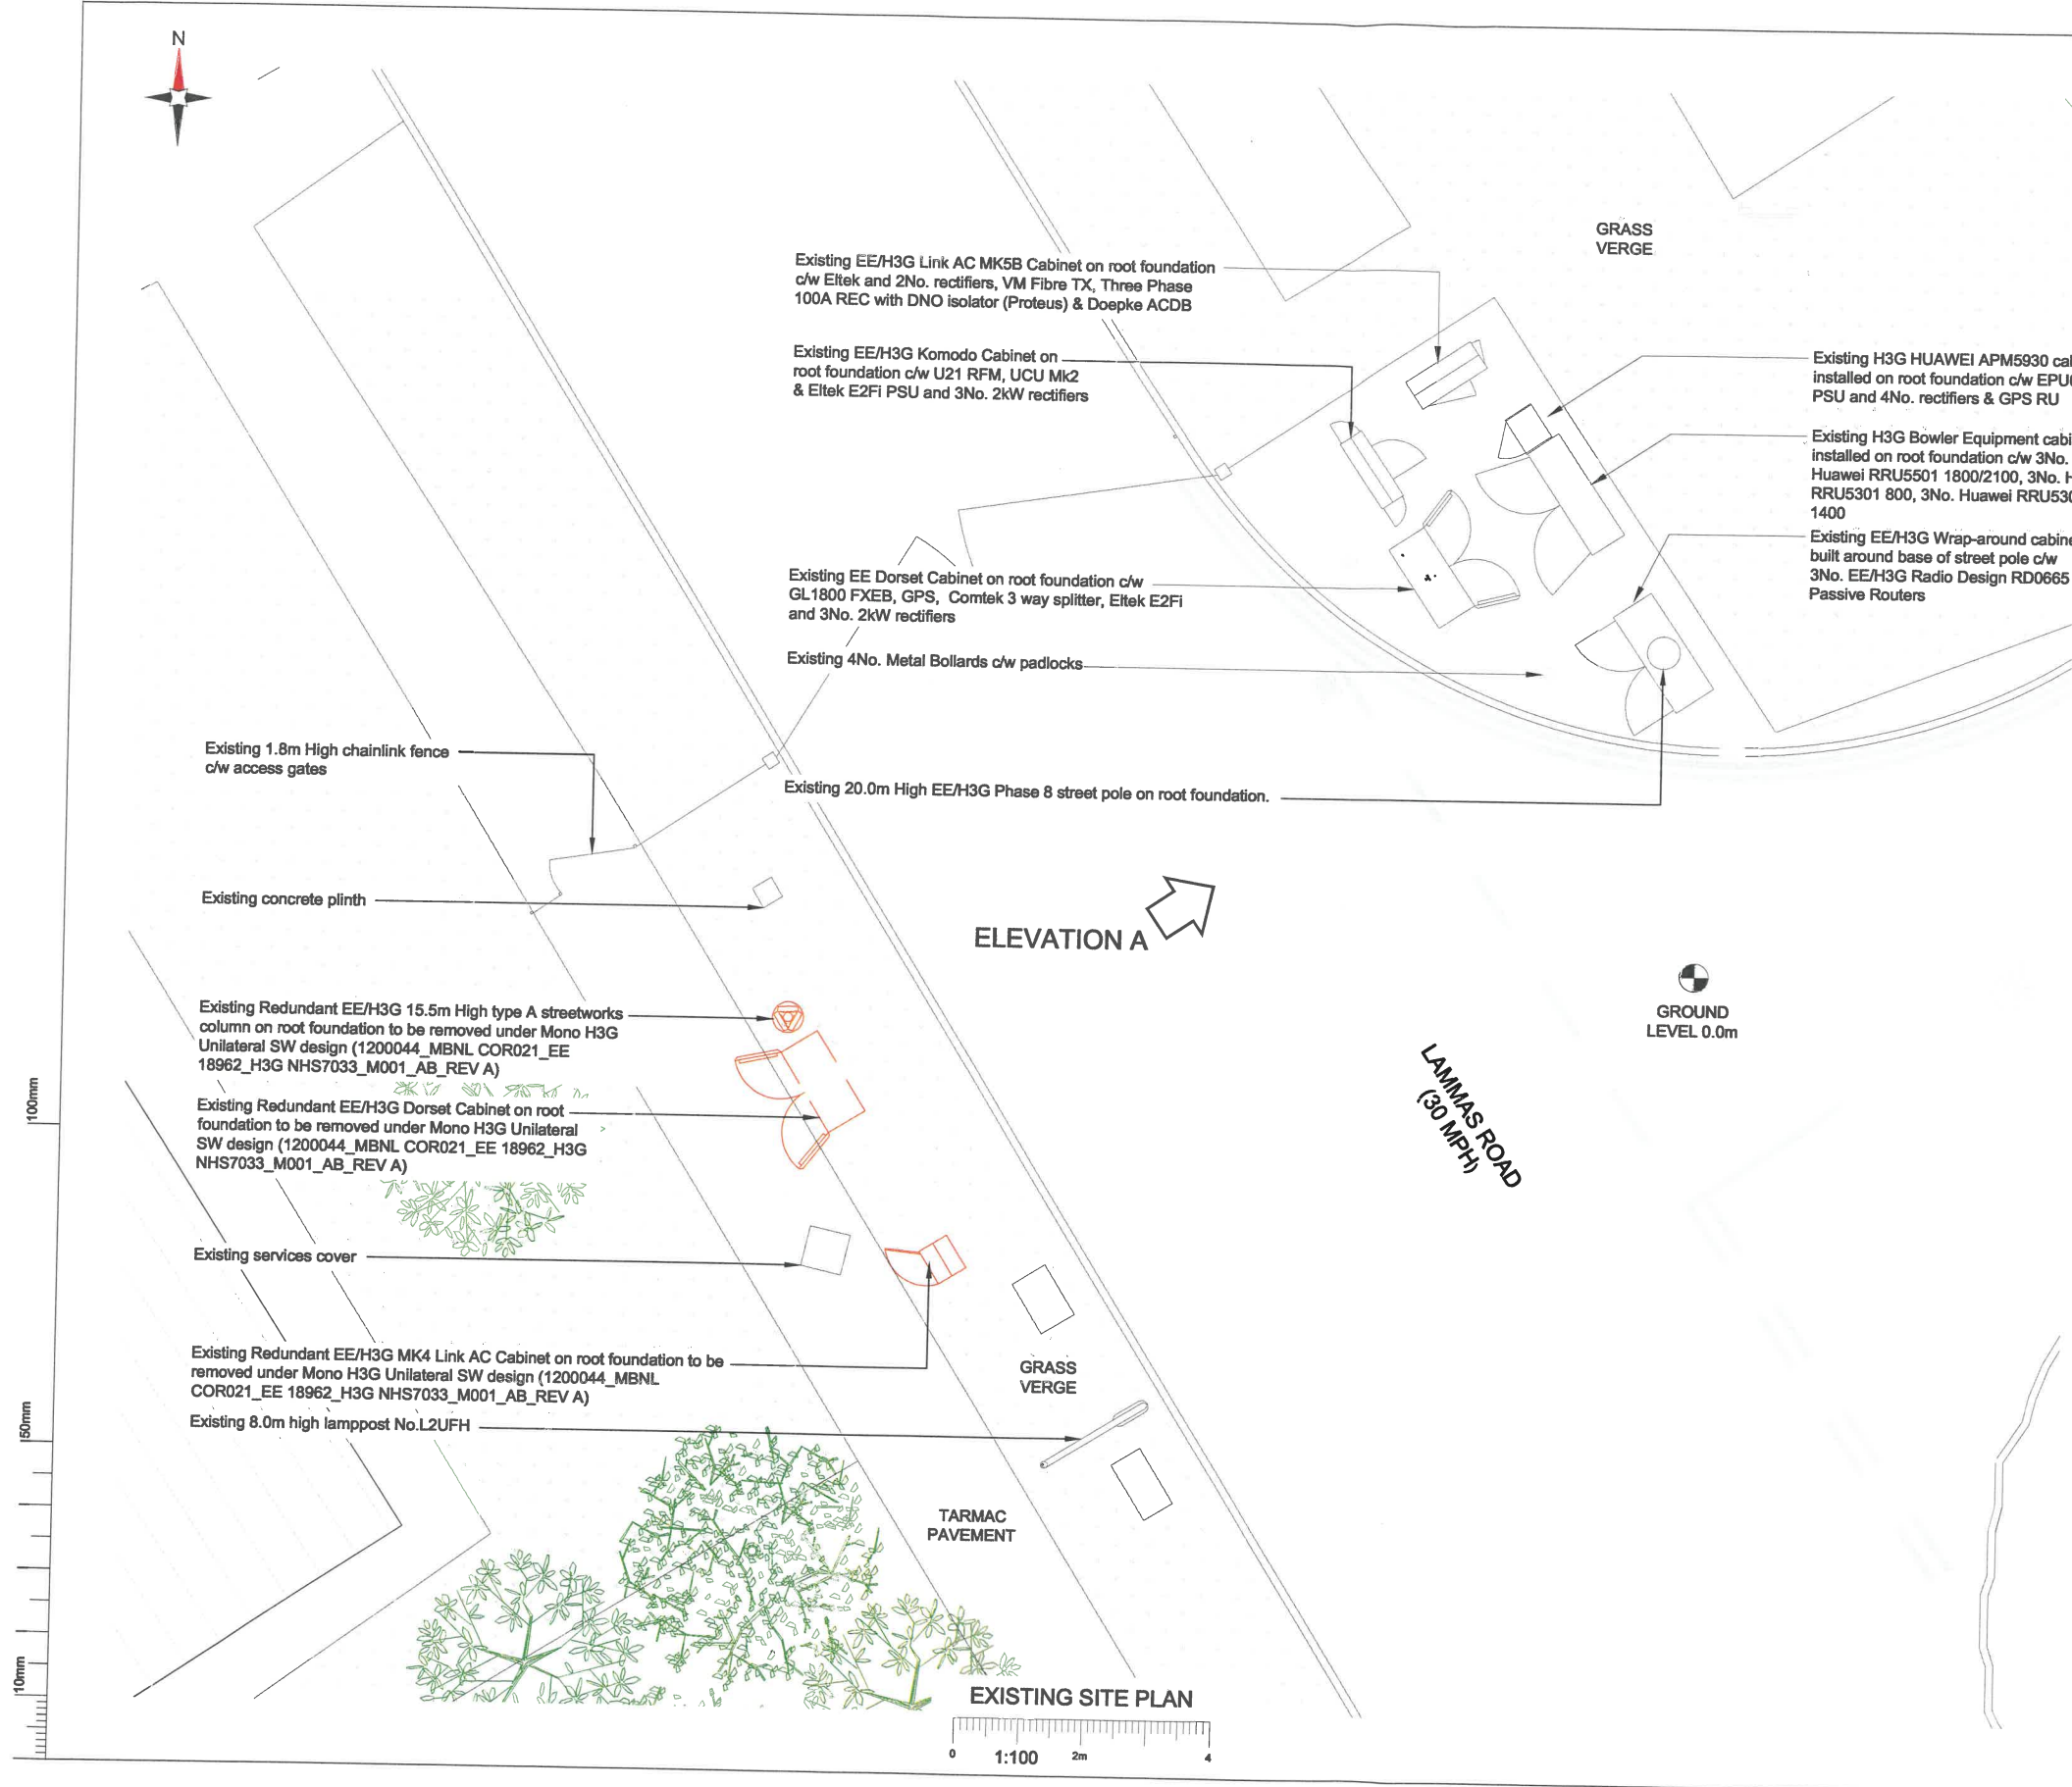 N
GRASS
VERGE
Existing EE/H3G Link AC MK5B Cabinet on root foundation
c/w Eltek and 2No. rectifiers, VM Fibre TX, Three Phase
100A REC with DNO isolator (Proteus) & Doepke ACDB
Existing EE/H3G Komodo Cabinet on
root foundation c/w U21 RFM, UCU Mk2
& Eltek E2Fi PSU and 3No. 2kW rectifiers
Existing H3G HUAWEI APM5930
installed on root foundation c/w
PSU and 4No. rectifiers & GPS RU
Existing H3G Bowler Equipment
installed on root foundation c/w 3No.
Huawei RRU5501 1800/2100, 3No.
RRU5301 800, 3No. Huawei
1400
Existing EE/H3G Wrap-around
built around base of street pole c/w
3No. EE/H3G Radio Design RD0665
Passive Routers
Existing EE Dorset Cabinet on root foundation c/w
GL1800 FXEB, GPS, Comtek 3 way splitter, Eltek E2Fi
and 3No. 2kW rectifiers
Existing 4No. Metal Bollards c/w padlocks
Existing 1.8m High chainlink fence
c/w access gates
Existing 20.0m High EE/H3G Phase 8 street pole on root foundation.
Existing concrete plinth
ELEVATION A
GROUND
LEVEL 0.0m
LAMMAS ROAD
(30 MPH)
Existing Redundant EE/H3G 15.5m High type A streetworks
column on root foundation to be removed under Mono H3G
Unilateral SW design (1200044_MBNL COR021_EE
18962_H3G NHS7033_M001_AB_REV A)
Existing Redundant EE/H3G Dorset Cabinet on root
foundation to be removed under Mono H3G Unilateral
SW design (1200044_MBNL COR021_EE 18962_H3G
NHS7033_M001_AB_REV A)
Existing services cover
Existing Redundant EE/H3G MK4 Link AC Cabinet on root foundation to be
removed under Mono H3G Unilateral SW design (1200044_MBNL
COR021_EE 18962_H3G NHS7033_M001_AB_REV A)
Existing 8.0m high lamppost No.L2UFH
GRASS
VERGE
TARMAC
PAVEMENT
100mm
50mm
10mm
EXISTING SITE PLAN
0 1:100 2m 4